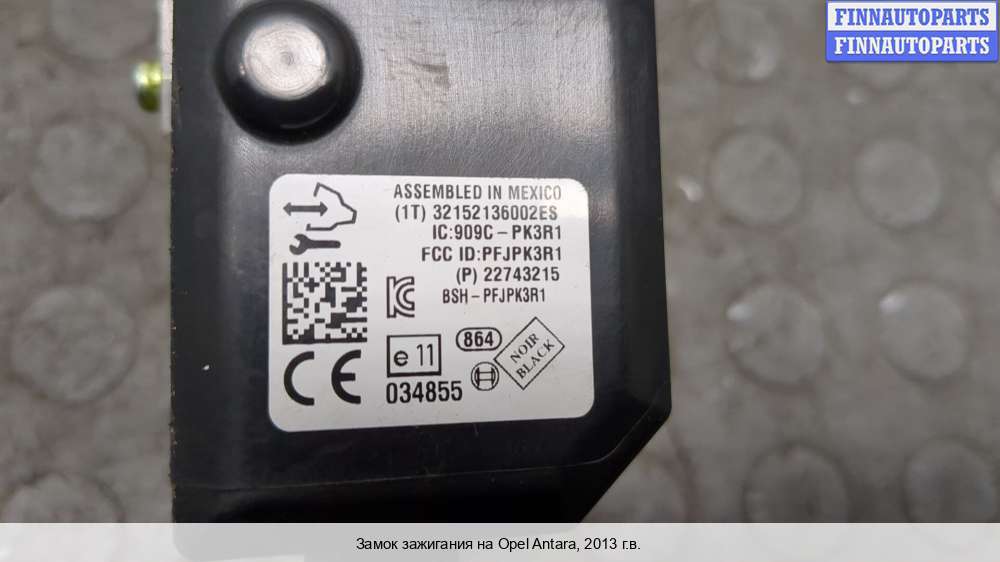 FINNAUTOPARTS
FINNAUTOPARTS
ASSEMBLED IN MEXICO
(1T) 32152136002ES
IC:909C-PK3R1
FCC ID:PFJPK3R1
(P) 22743215
BSH-PFJPK3R1
864
NOIR
BLACK
e 11
CE
034855
Замок зажигания на Opel Antara, 2013 г.в.